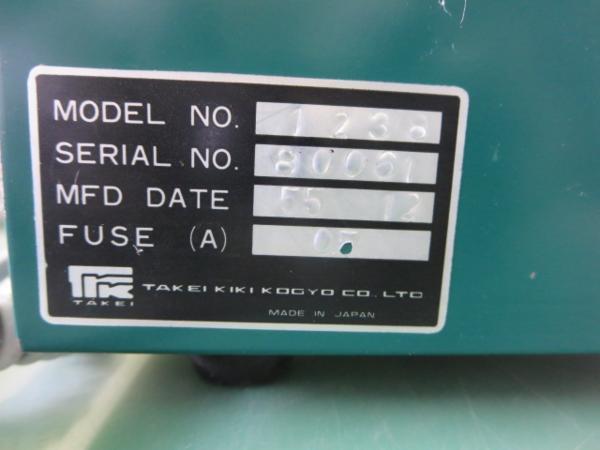 MODEL NO. 1238
SERIAL NO. 80061
MFD DATE 55 12
FUSE (A)
TAKEI
TAKEI KIKI KOGYO CO., LTD
MADE IN JAPAN